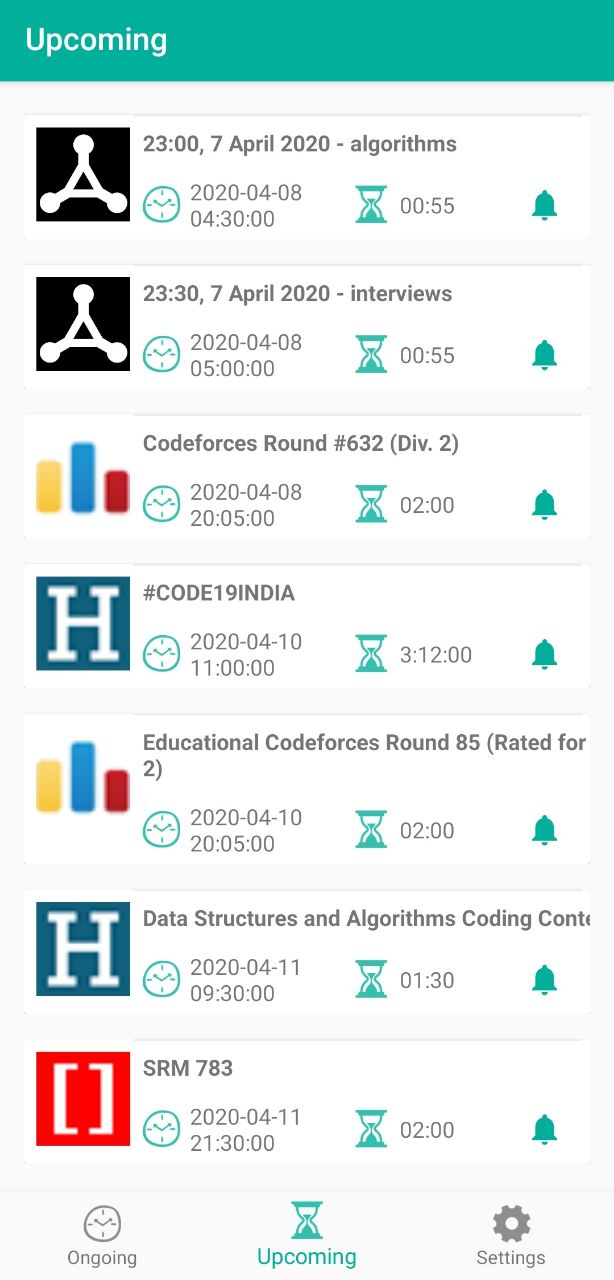 Upcoming
23:00, 7 April 2020 - algorithms
2020-04-08
04:30:00
00:55
23:30, 7 April 2020 - interviews
2020-04-08
05:00:00
00:55
Codeforces Round #632 (Div. 2)
2020-04-08
20:05:00
02:00
H
#CODE19INDIA
2020-04-10
11:00:00
3:12:00
Educational Codeforces Round 85 (Rated for
2)
2020-04-10
20:05:00
02:00
H
Data Structures and Algorithms Coding Conte
2020-04-11
09:30:00
01:30
[ ]
SRM 783
2020-04-11
21:30:00
02:00
Ongoing
Upcoming
Settings